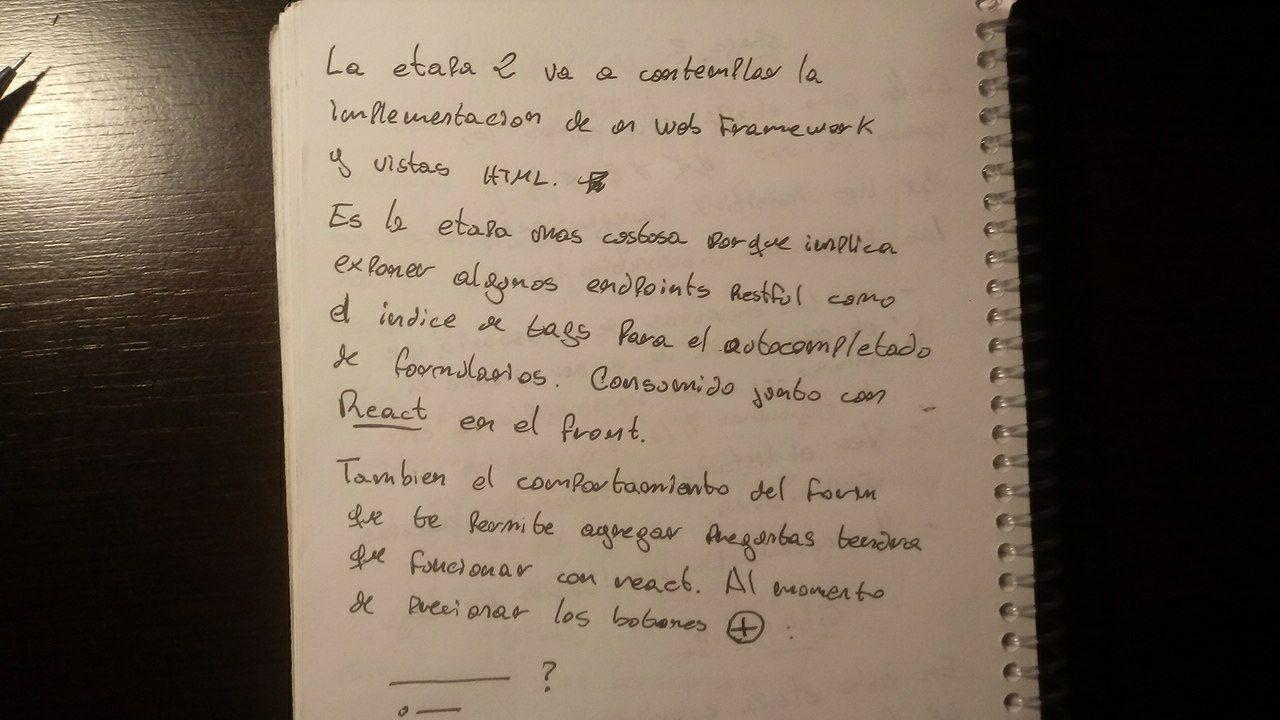 La etapa 2 va a contemplar la
implementacion de un web Framework
y vistas HTML.
Es la etapa mas costosa porque implica
exponer algunos endpoints Restful como
el indice de tags para el autocompletado
de formularios. Consumido junto con
React en el front.
Tambien el comportamiento del form
que te permite agregar preguntas tendra
que funcionar con react. Al momento
de precionar los botones +:
?